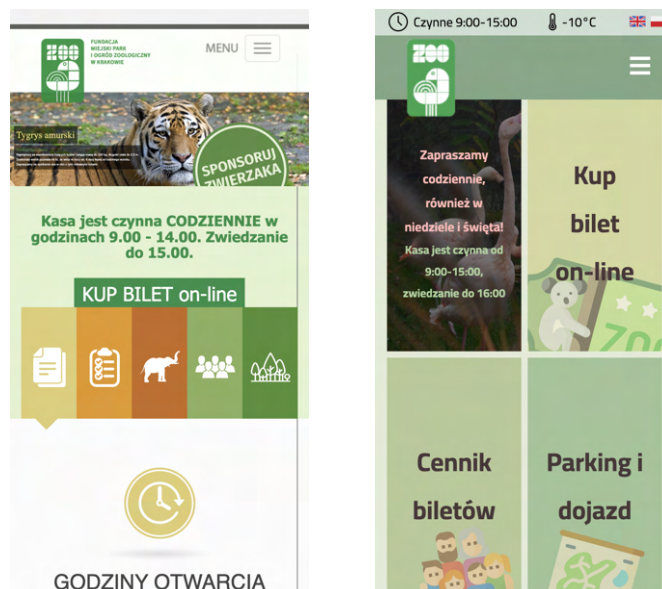 FUNDACJA
MIEJSKI PARK
I OGRÓD ZOOLOGICZNY
W KRAKOWIE
MENU
ZOO
Tygrys amurski
SPONSORUJ
ZWIERZAKA
Kasa jest czynna CODZIENNIE w
godzinach 9.00 - 14.00. Zwiedzanie
do 15.00.
KUP BILET on-line
GODZINY OTWARCIA
Czynne 9:00-15:00
-10°C
ZOO
Zapraszamy
codziennie,
również w
niedziele i święta!
Kasa jest czynna od
9:00-15:00,
zwiedzanie do 16:00
Kup
bilet
on-line
ZOO
Cennik
biletów
Parking i
dojazd